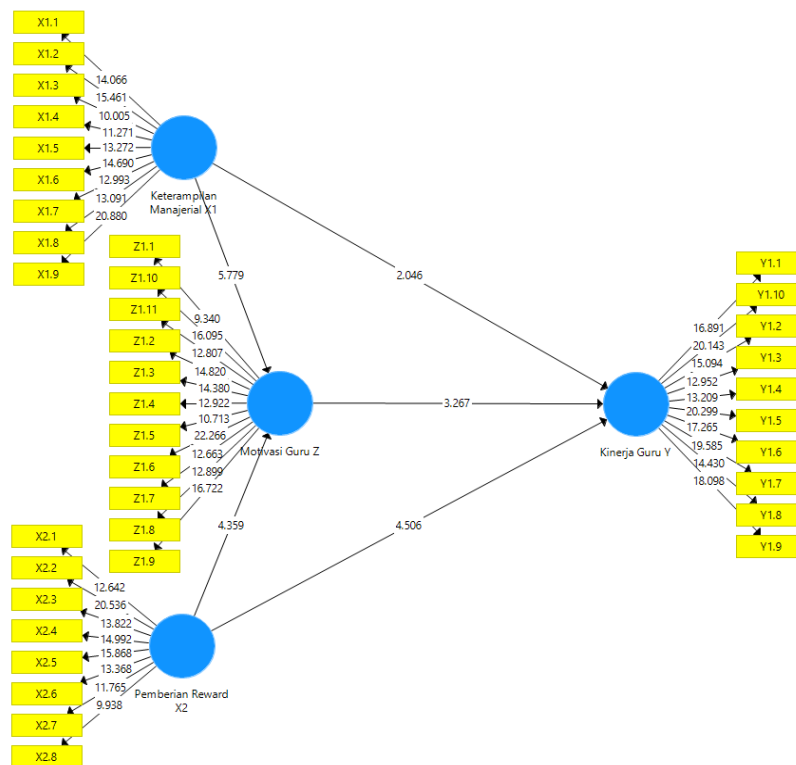 X1.1
X1.2
X1.3
X1.4
X1.5
X1.6
X1.7
X1.8
X1.9
14.066
15.461
10.005
11.271
13.272
14.690
12.993
13.091
20.880
Keterampilan
Manajerial X1
5.779
2.046
Z1.1
Z1.10
Z1.11
Z1.2
Z1.3
Z1.4
Z1.5
Z1.6
Z1.7
Z1.8
Z1.9
9.340
16.095
12.807
14.820
14.380
12.922
10.713
22.266
12.663
12.899
16.722
Motivasi Guru Z
3.267
Y1.1
Y1.10
Y1.2
Y1.3
Y1.4
Y1.5
Y1.6
Y1.7
Y1.8
Y1.9
16.891
20.143
15.094
12.952
13.209
20.299
17.265
19.585
14.430
18.098
Kinerja Guru Y
4.359
4.506
X2.1
X2.2
X2.3
X2.4
X2.5
X2.6
X2.7
X2.8
12.642
20.536
13.822
14.992
15.868
13.368
11.765
9.938
Pemberian Reward
X2